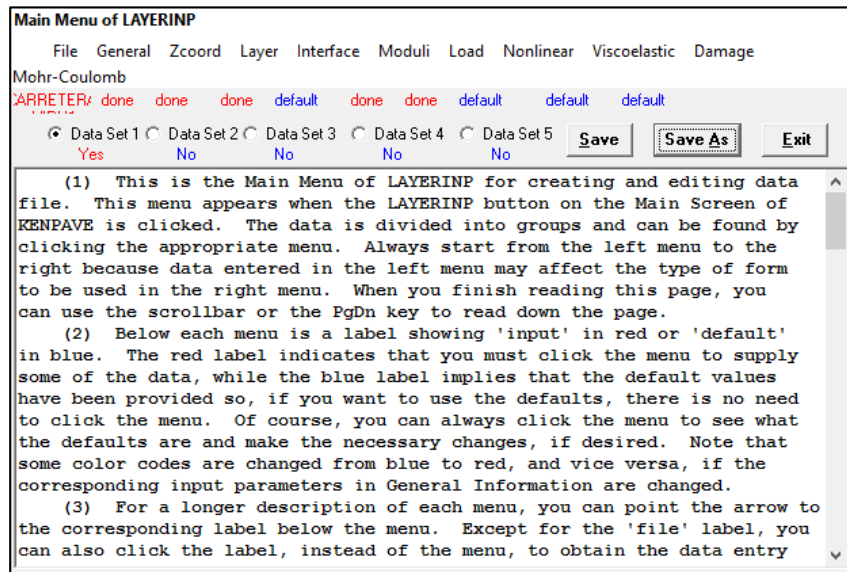 Main Menu of LAYERINP
File General Zcoord Layer Interface Moduli Load Nonlinear Viscoelastic Damage
Mohr-Coulomb
done done done default done done default default default
Data Set 1 Data Set 2 Data Set 3 Data Set 4 Data Set 5 Save Save As Exit
Yes No No No No
(1) This is the Main Menu of LAYERINP for creating and editing data
file. This menu appears when the LAYERINP button on the Main Screen of
KENPAVE is clicked. The data is divided into groups and can be found by
clicking the appropriate menu. Always start from the left menu to the
right because data entered in the left menu may affect the type of form
to be used in the right menu. When you finish reading this page, you
can use the scrollbar or the PgDn key to read down the page.
(2) Below each menu is a label showing 'input' in red or 'default'
in blue. The red label indicates that you must click the menu to supply
some of the data, while the blue label implies that the default values
have been provided so, if you want to use the defaults, there is no need
to click the menu. Of course, you can always click the menu to see what
the defaults are and make the necessary changes, if desired. Note that
some color codes are changed from blue to red, and vice versa, if the
corresponding input parameters in General Information are changed.
(3) For a longer description of each menu, you can point the arrow to
the corresponding label below the menu. Except for the 'file' label, you
can also click the label, instead of the menu, to obtain the data entry